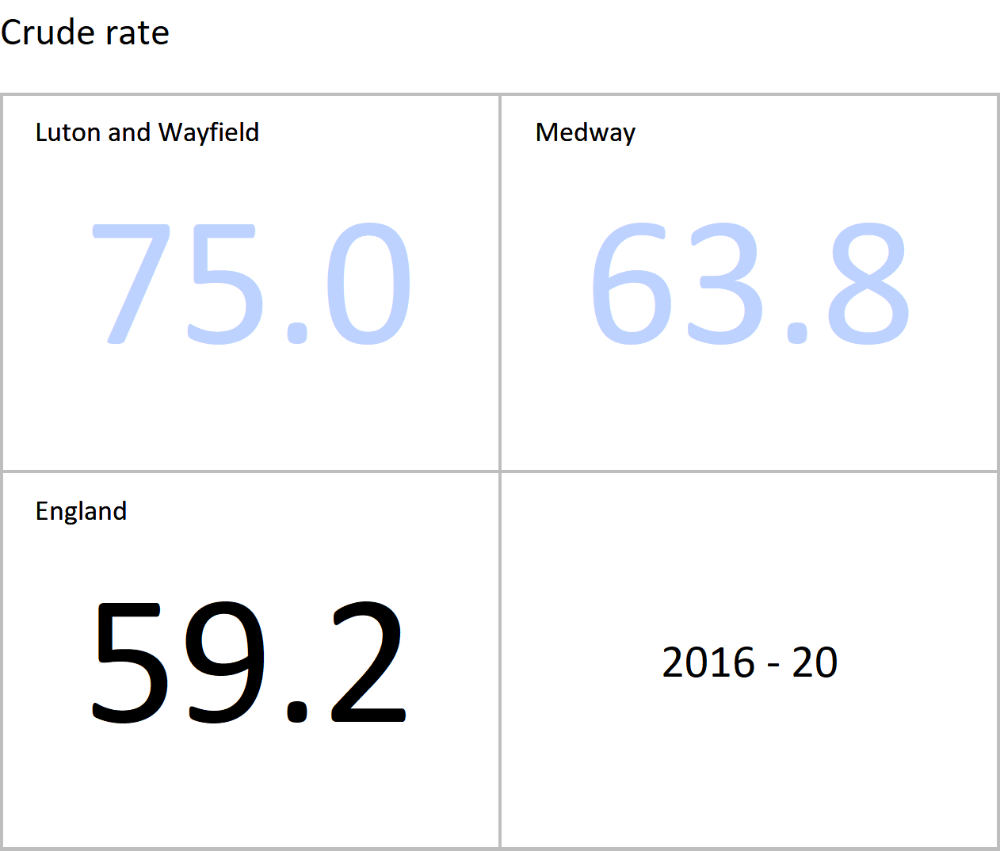 Crude rate
Luton and Wayfield
75.0
Medway
63.8
England
59.2
2016 - 20